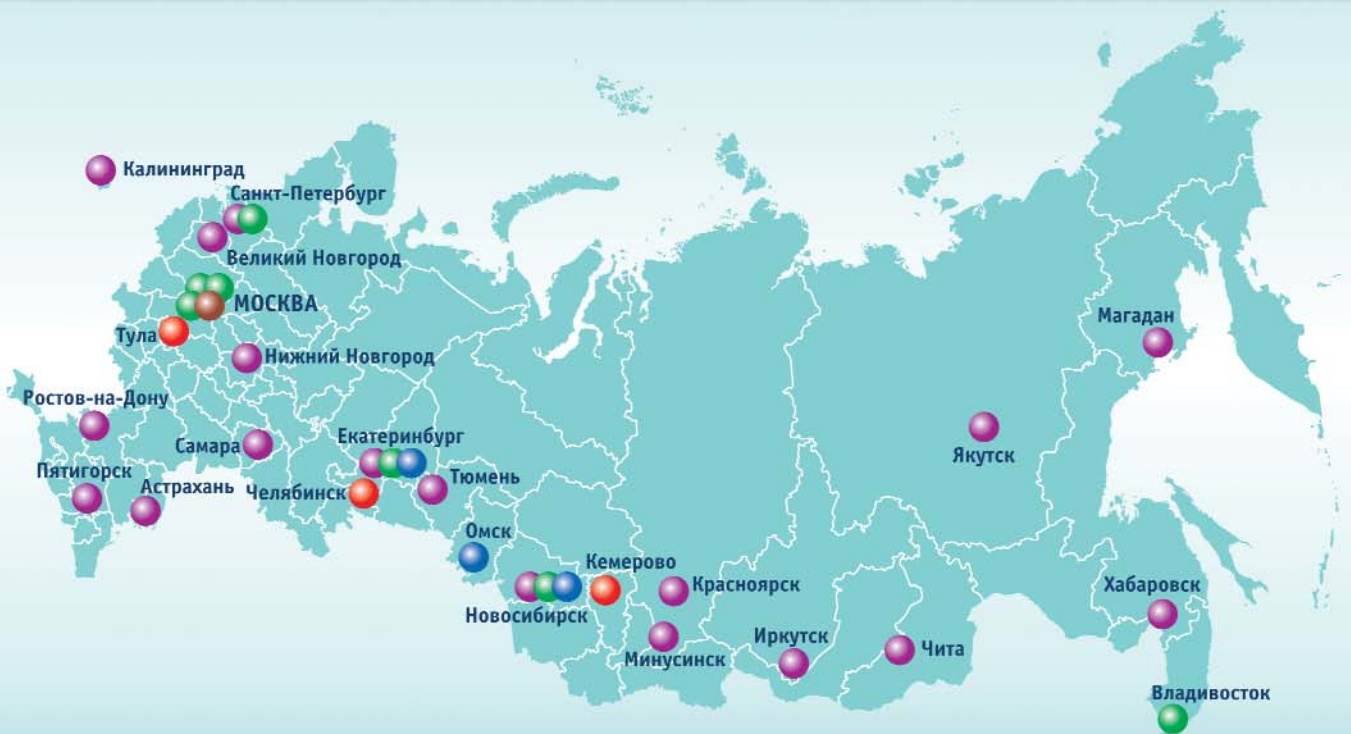 Калининград
Санкт-Петербург
Великий Новгород
МОСКВА
Тула
Нижний Новгород
Ростов-на-Дону
Самара
Екатеринбург
Пятигорск
Астрахань
Челябинск
Тюмень
Омск
Кемерово
Новосибирск
Красноярск
Минусинск
Иркутск
Чита
Магадан
Якутск
Хабаровск
Владивосток